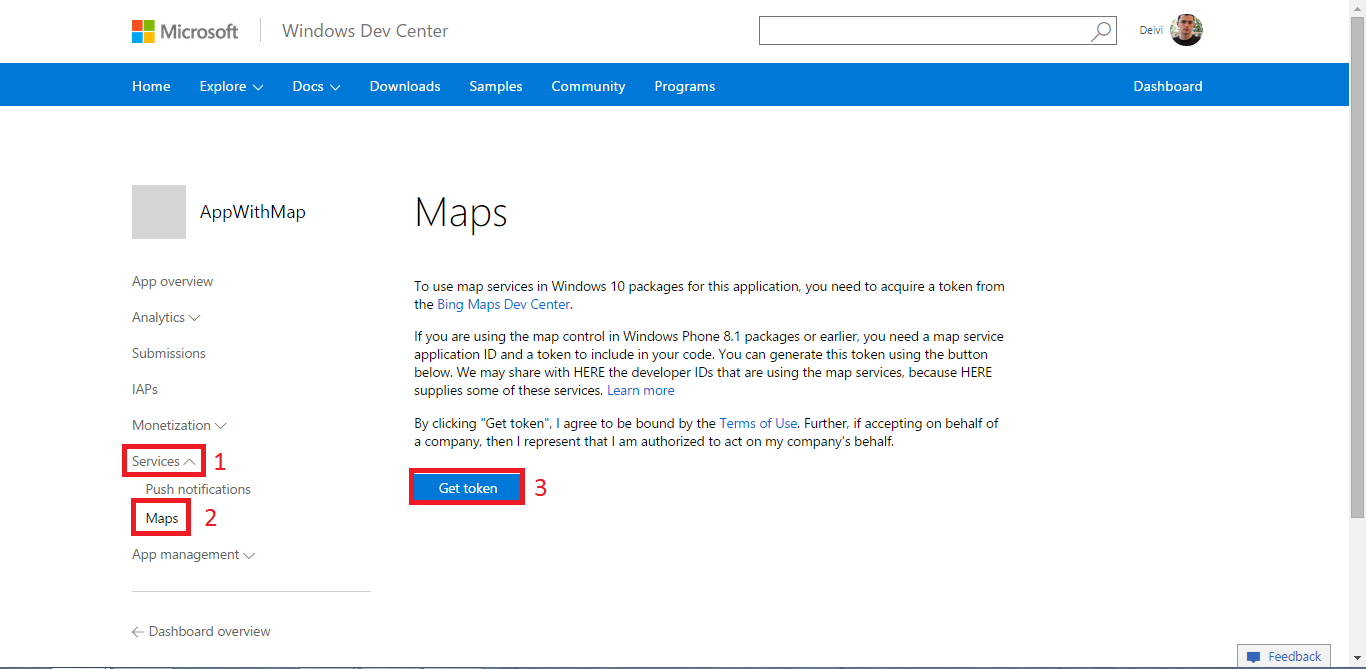 Microsoft Windows Dev Center
Deivi
Home Explore Docs Downloads Samples Community Programs Dashboard
AppWithMap
Maps
App overview
Analytics
Submissions
IAPs
Monetization
Services 1
Push notifications
Maps 2
App management
Dashboard overview
To use map services in Windows 10 packages for this application, you need to acquire a token from
the Bing Maps Dev Center.
If you are using the map control in Windows Phone 8.1 packages or earlier, you need a map service
application ID and a token to include in your code. You can generate this token using the button
below. We may share with HERE the developer IDs that are using the map services, because HERE
supplies some of these services. Learn more
By clicking "Get token", I agree to be bound by the Terms of Use. Further, if accepting on behalf of
a company, then I represent that I am authorized to act on my company's behalf.
Get token 3
Feedback